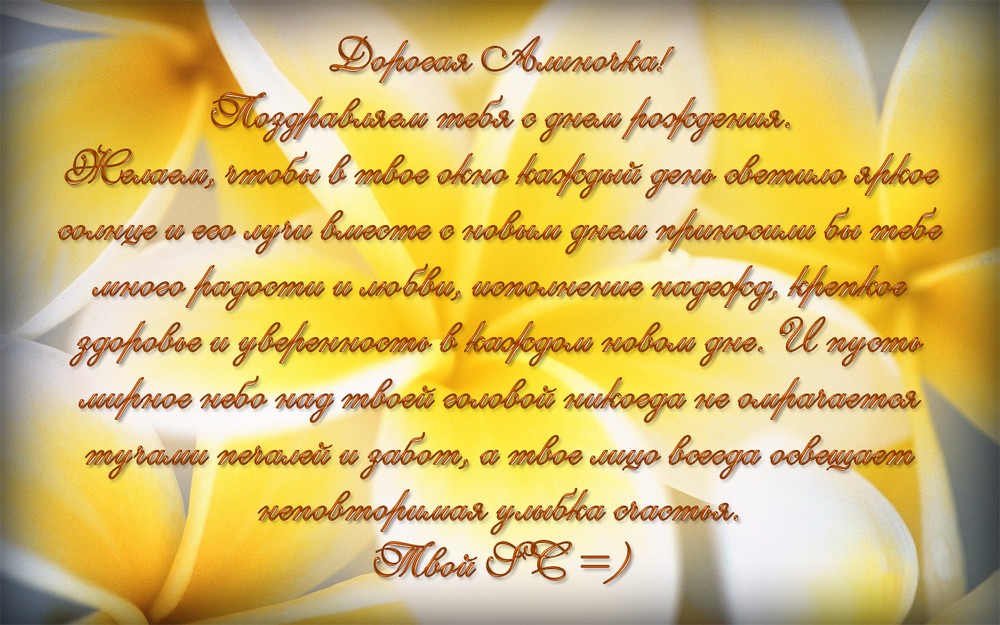 Дорогая Алиночка!
Поздравляем тебя с днем рождения.
Желаем, чтобы в твое окно каждый день светило яркое
солнце и его лучи вместе с новым днем приносили бы тебе
много радости и любви, исполнение надежд, крепкое
здоровье и уверенность в каждом новом дне. И пусть
мирное небо над твоей головой никогда не омрачается
тучами печалей и забот, а твое лицо всегда освещает
неповторимая улыбка счастья.
Твой SC =)